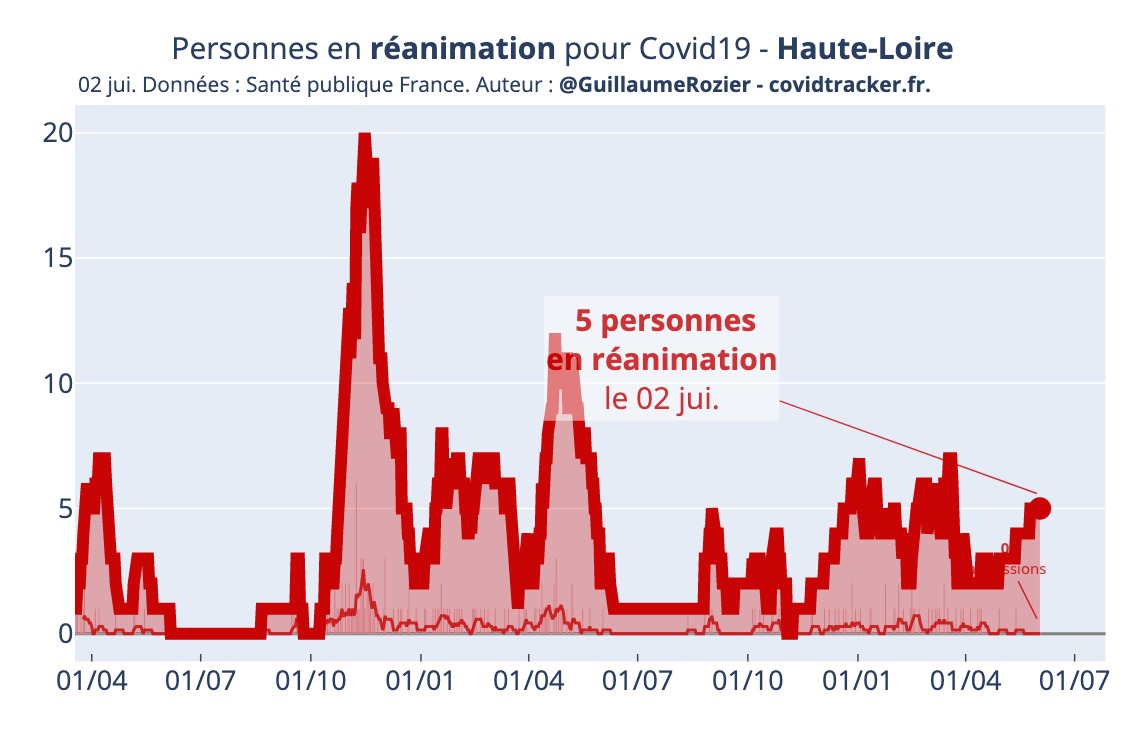 Personnes en réanimation pour Covid19 - Haute-Loire
02 jui. Données : Santé publique France. Auteur : @GuillaumeRozier - covidtracker.fr.
20
15
10
5
0
5 personnes
en réanimation
le 02 jui.
0
01/04 01/07 01/10 01/01 01/04 01/07 01/10 01/01 01/04 01/07